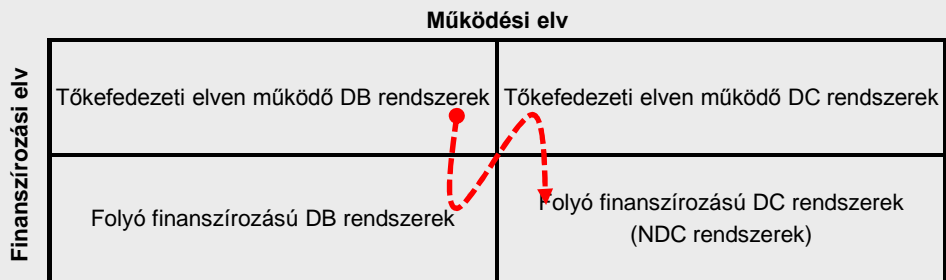 Működési elv
Finanszírozási elv
Tőkefedezeti elven működő DB rendszerek
Tőkefedezeti elven működő DC rendszerek
Folyó finanszírozású DB rendszerek
Folyó finanszírozású DC rendszerek
(NDC rendszerek)